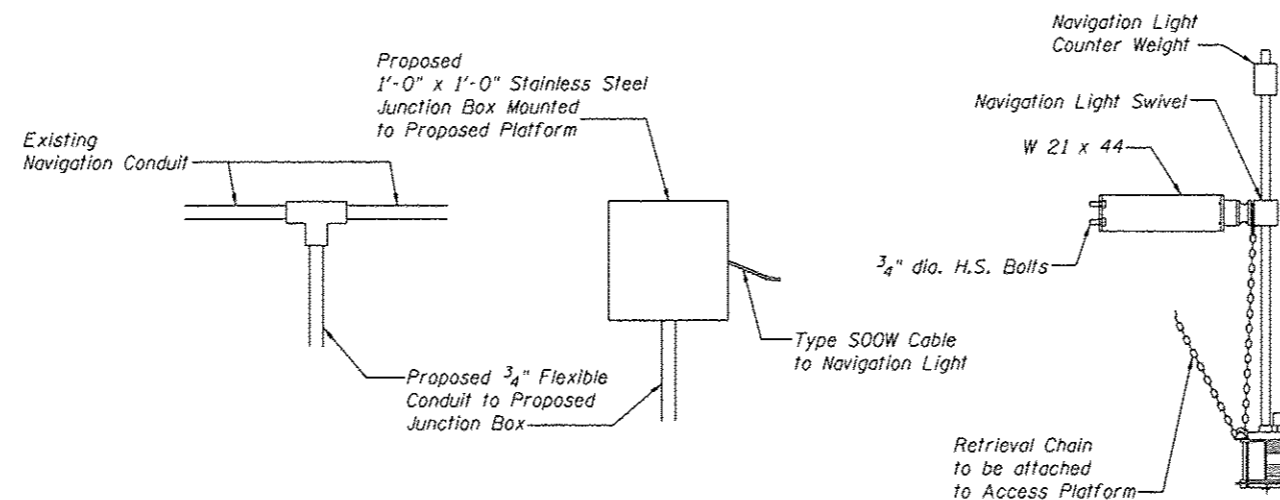 Existing
Navigation Conduit
Proposed
1'-0" x 1'-0" Stainless Steel
Junction Box Mounted
to Proposed Platform
Proposed 3/4" Flexible
Conduit to Proposed
Junction Box
Type SOOW Cable
to Navigation Light
Navigation Light
Counter Weight
Navigation Light Swivel
W 21 x 44
3/4" dia. H.S. Bolts
Retrieval Chain
to be attached
to Access Platform